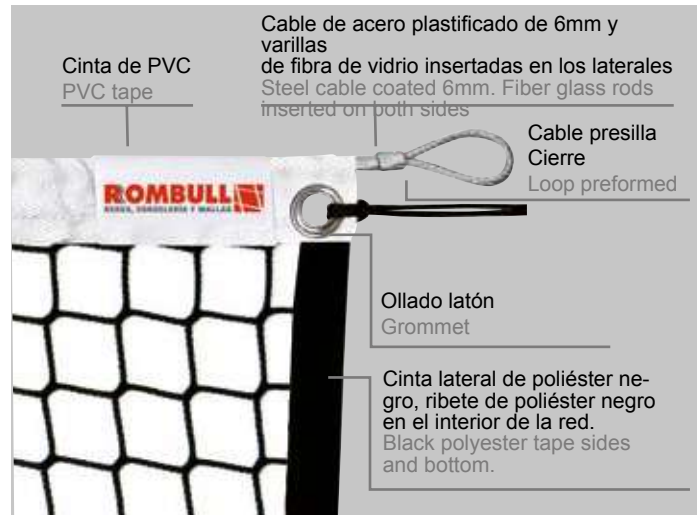 Cable de acero plastificado de 6mm y
varillas
de fibra de vidrio insertadas en los laterales
Steel cable coated 6mm. Fiber glass rods
inserted on both sides
Cinta de PVC
PVC tape
Cable presilla
Cierre
Loop preformed
ROMBULL
REDES, CORDELERÍA Y MALLAS
Ollado latón
Grommet
Cinta lateral de poliéster ne-
gro, ribete de poliéster negro
en el interior de la red.
Black polyester tape sides
and bottom.